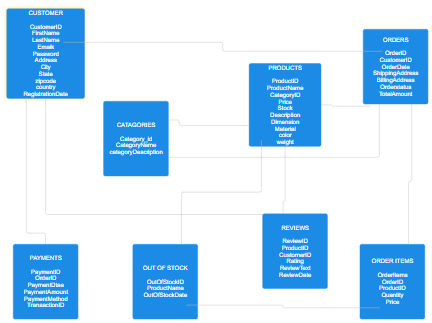 CUSTOMER
CustomerID
FirstName
LastName
Email
Password
Address
City
State
zipcode
country
RegistrationDate
PRODUCTS
ProductID
ProductName
CategoryID
Price
Stock
Description
Dimension
Material
color
weight
ORDERS
OrderID
CustomerID
OrderDate
ShippingAddress
BillingAddress
Orderstatus
TotalAmount
CATAGORIES
Category_id
CategoryName
categoryDescription
PAYMENTS
PaymentID
OrderID
PaymentDtae
PaymentAmount
PaymentMethod
TransactionID
OUT OF STOCK
OutOfStockID
ProductName
OutOfStockDate
REVIEWS
ReviewID
ProductID
CustomerID
Rating
ReviewText
ReviewDate
ORDER ITEMS
OrderItems
OrderID
ProductID
Quantity
Price